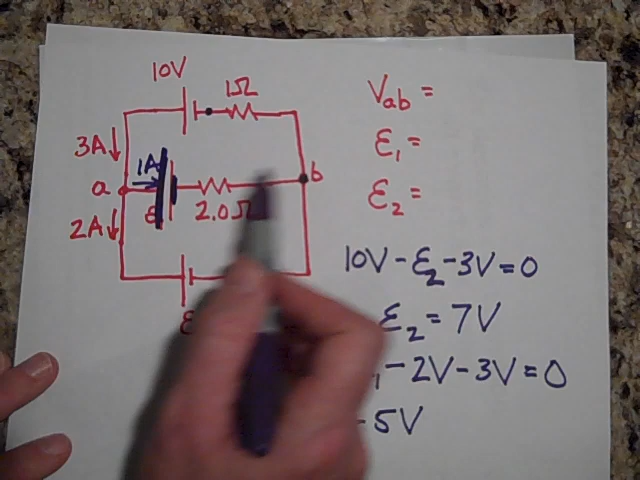 10V
1Ω
3A
1A
a
b
ε
2.0Ω
2A
ε
Vab =
ε1 =
ε2 =
10V - ε2 - 3V = 0
ε2 = 7V
1 - 2V - 3V = 0
- 5V